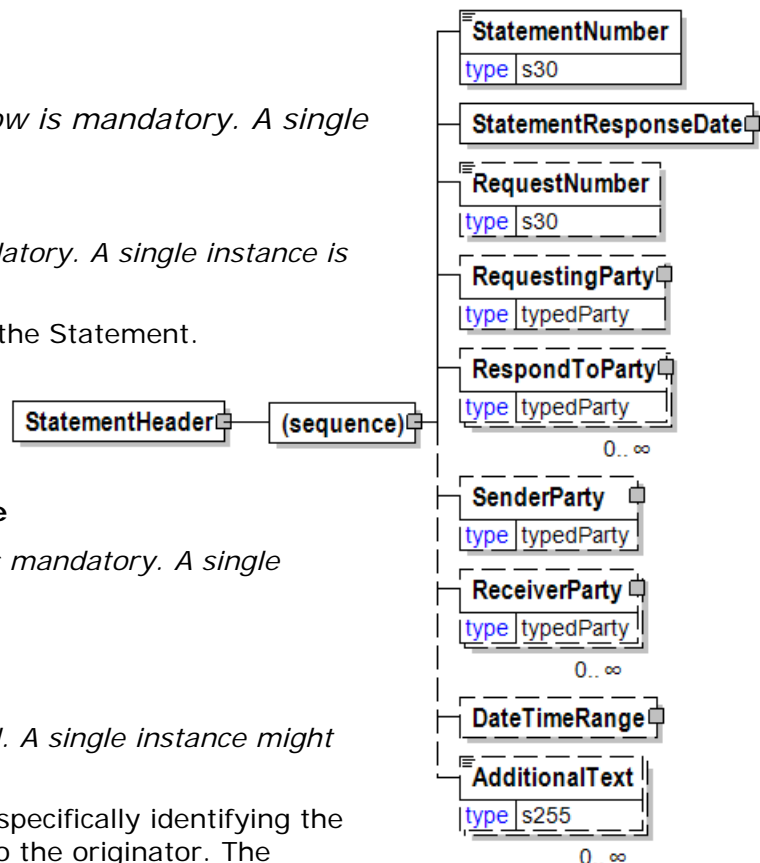 StatementNumber
type s30
ow is mandatory. A single
StatementResponseDate
RequestNumber
type s30
datory. A single instance is
RequestingParty
type typedParty
the Statement.
RespondToParty
type typedParty
0.. ∞
StatementHeader
(sequence)
SenderParty
type typedParty
e
mandatory. A single
ReceiverParty
type typedParty
0.. ∞
DateTimeRange
. A single instance might
AdditionalText
type s255
specifically identifying the
o the originator. The
0.. ∞